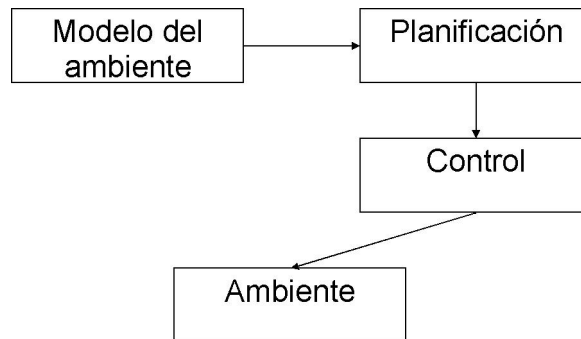 Modelo del
ambiente
Planificación
Control
Ambiente